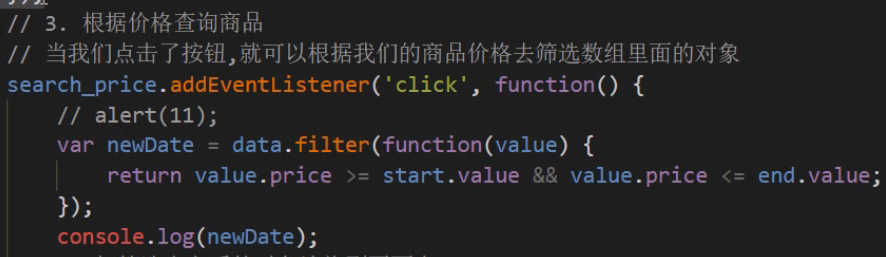 // 3. 根据价格查询商品
// 当我们点击了按钮,就可以根据我们的商品价格去筛选数组里面的对象
search_price.addEventListener('click', function() {
// alert(11);
var newDate = data.filter(function(value) {
return value.price >= start.value && value.price <= end.value;
});
console.log(newDate);